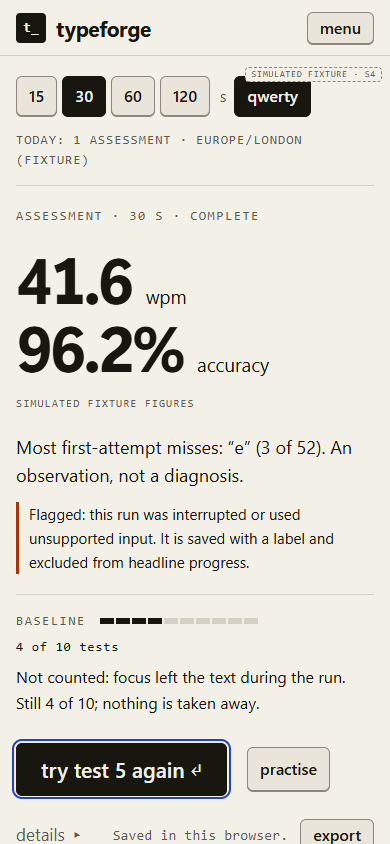 t_ typeforge menu
SIMULATED FIXTURE · S4
15 30 60 120 s qwerty
TODAY: 1 ASSESSMENT · EUROPE/LONDON
(FIXTURE)
ASSESSMENT · 30 S · COMPLETE
41.6 wpm
96.2% accuracy
SIMULATED FIXTURE FIGURES
Most first-attempt misses: “e” (3 of 52). An
observation, not a diagnosis.
Flagged: this run was interrupted or used
unsupported input. It is saved with a label and
excluded from headline progress.
BASELINE
4 of 10 tests
Not counted: focus left the text during the run.
Still 4 of 10; nothing is taken away.
try test 5 again ↵ practise
details ▸ Saved in this browser. export